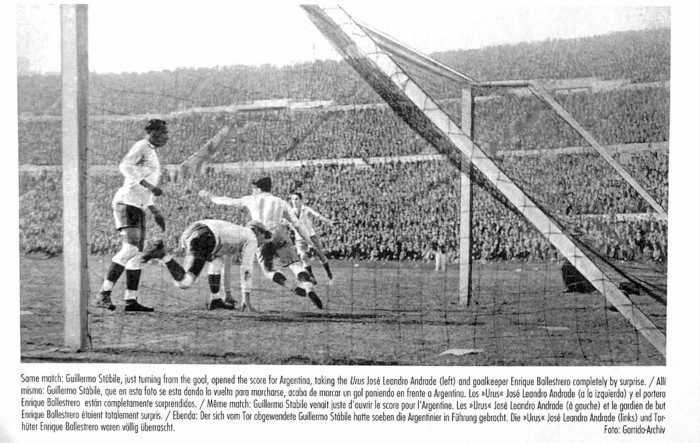 Same match: Guillermo Stábile, just turning from the goal, opened the score for Argentina, taking the Urus José Leandro Andrade (left) and goalkeeper Enrique Ballestrero completely by surprise. / Allí
mismo: Guillermo Stábile, que en esta foto se esta dando la vuelta para marcharse, acaba de marcar un gol poniendo en frente a Argentina. Los »Urus« José Leandro Andrade (a la izquierda) y el portero
Enrique Ballestrero están completamente sorprendidos. / Même match: Guillermo Stabile venait juste d'ouvrir le score pour l'Argentine. Les »Urus« José Leandro Andrade (à gauche) et le gardien de but
Enrique Ballestrero étaient totalement surpris. / Ebenda: Der sich vom Tor abgewendete Guillermo Stábile hatte soeben die Argentinier in Führung gebracht. Die »Urus« José Leandro Andrade (links) und Tor-
hüter Enrique Ballestrero waren völlig überrascht.
Foto: Garrido-Archiv